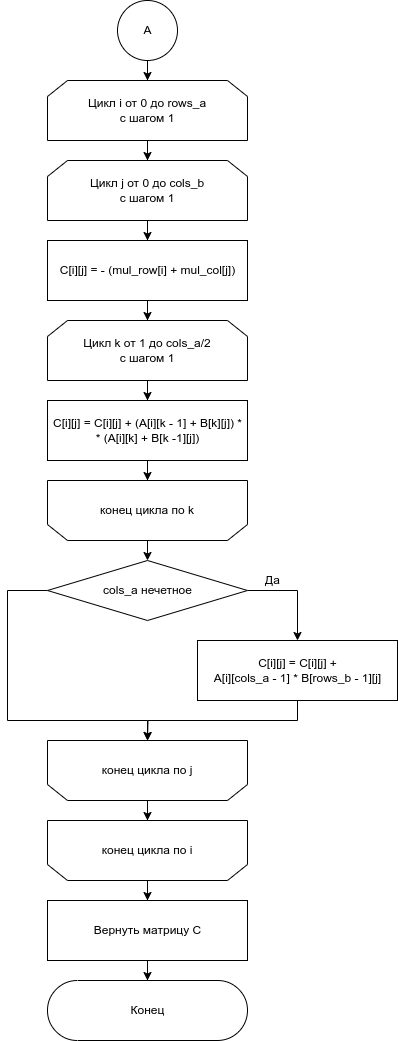 А
Цикл i от 0 до rows_a
с шагом 1
Цикл j от 0 до cols_b
с шагом 1
C[i][j] = - (mul_row[i] + mul_col[j])
Цикл k от 1 до cols_a/2
с шагом 1
C[i][j] = C[i][j] + (A[i][k - 1] + B[k][j]) *
* (A[i][k] + B[k -1][j])
конец цикла по k
cols_a нечетное
Да
C[i][j] = C[i][j] +
A[i][cols_a - 1] * B[rows_b - 1][j]
конец цикла по j
конец цикла по i
Вернуть матрицу С
Конец